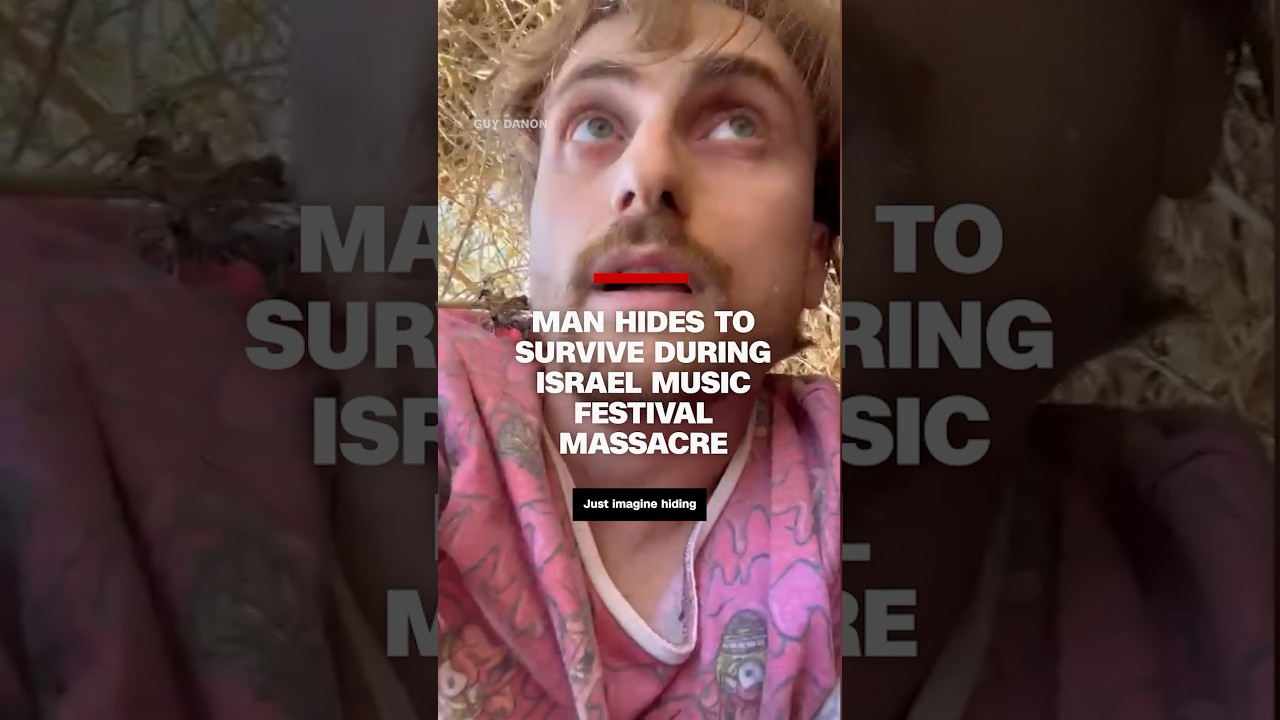 GUY DANON
MAN HIDES TO
SURVIVE DURING
ISRAEL MUSIC
FESTIVAL
MASSACRE
Just imagine hiding